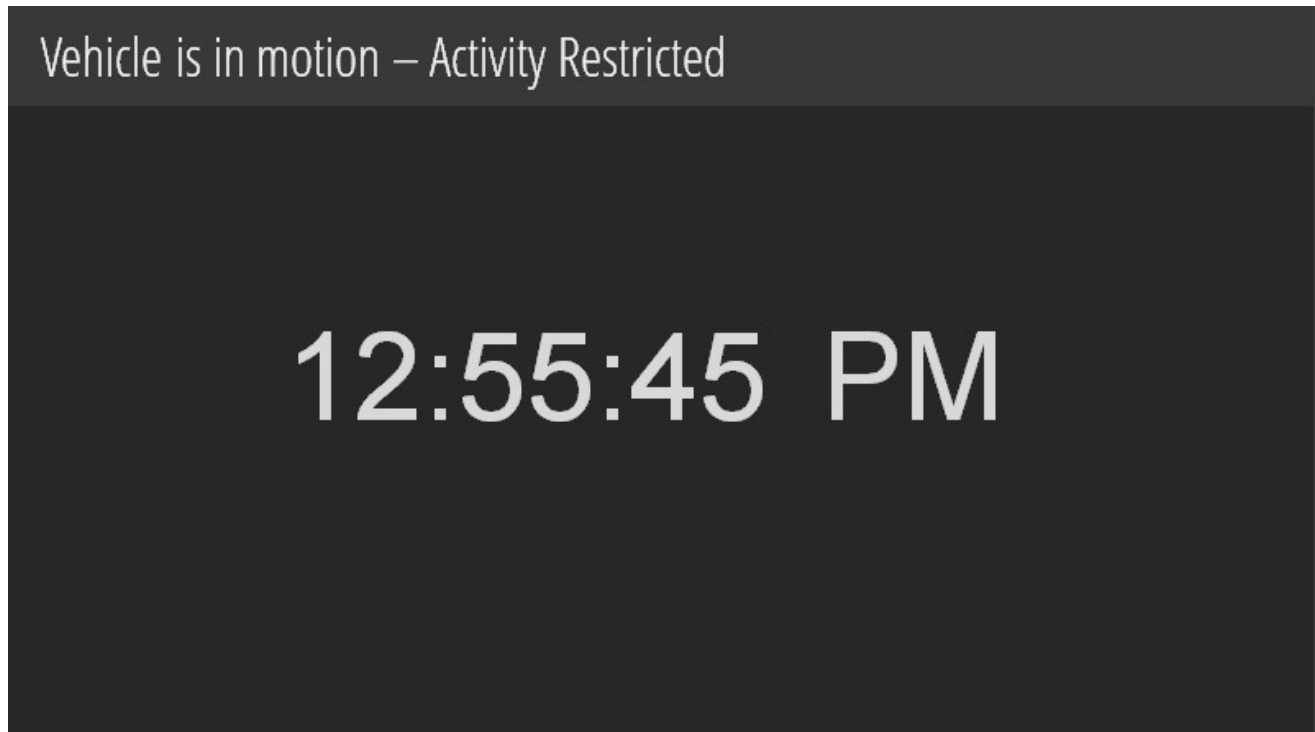 Vehicle is in motion – Activity Restricted
12:55:45 PM